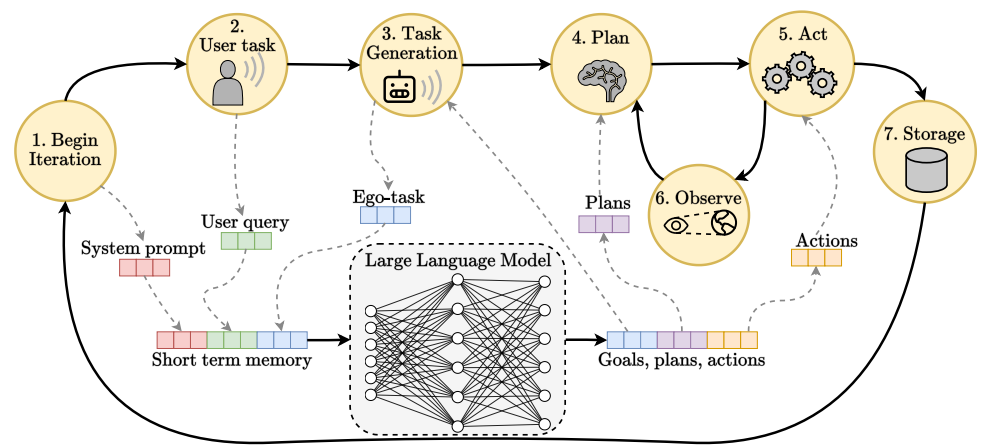 1. Begin
Iteration
2.
User task
3. Task
Generation
4. Plan
5. Act
6. Observe
7. Storage
System prompt
User query
Ego-task
Plans
Actions
Large Language Model
Short term memory
Goals, plans, actions